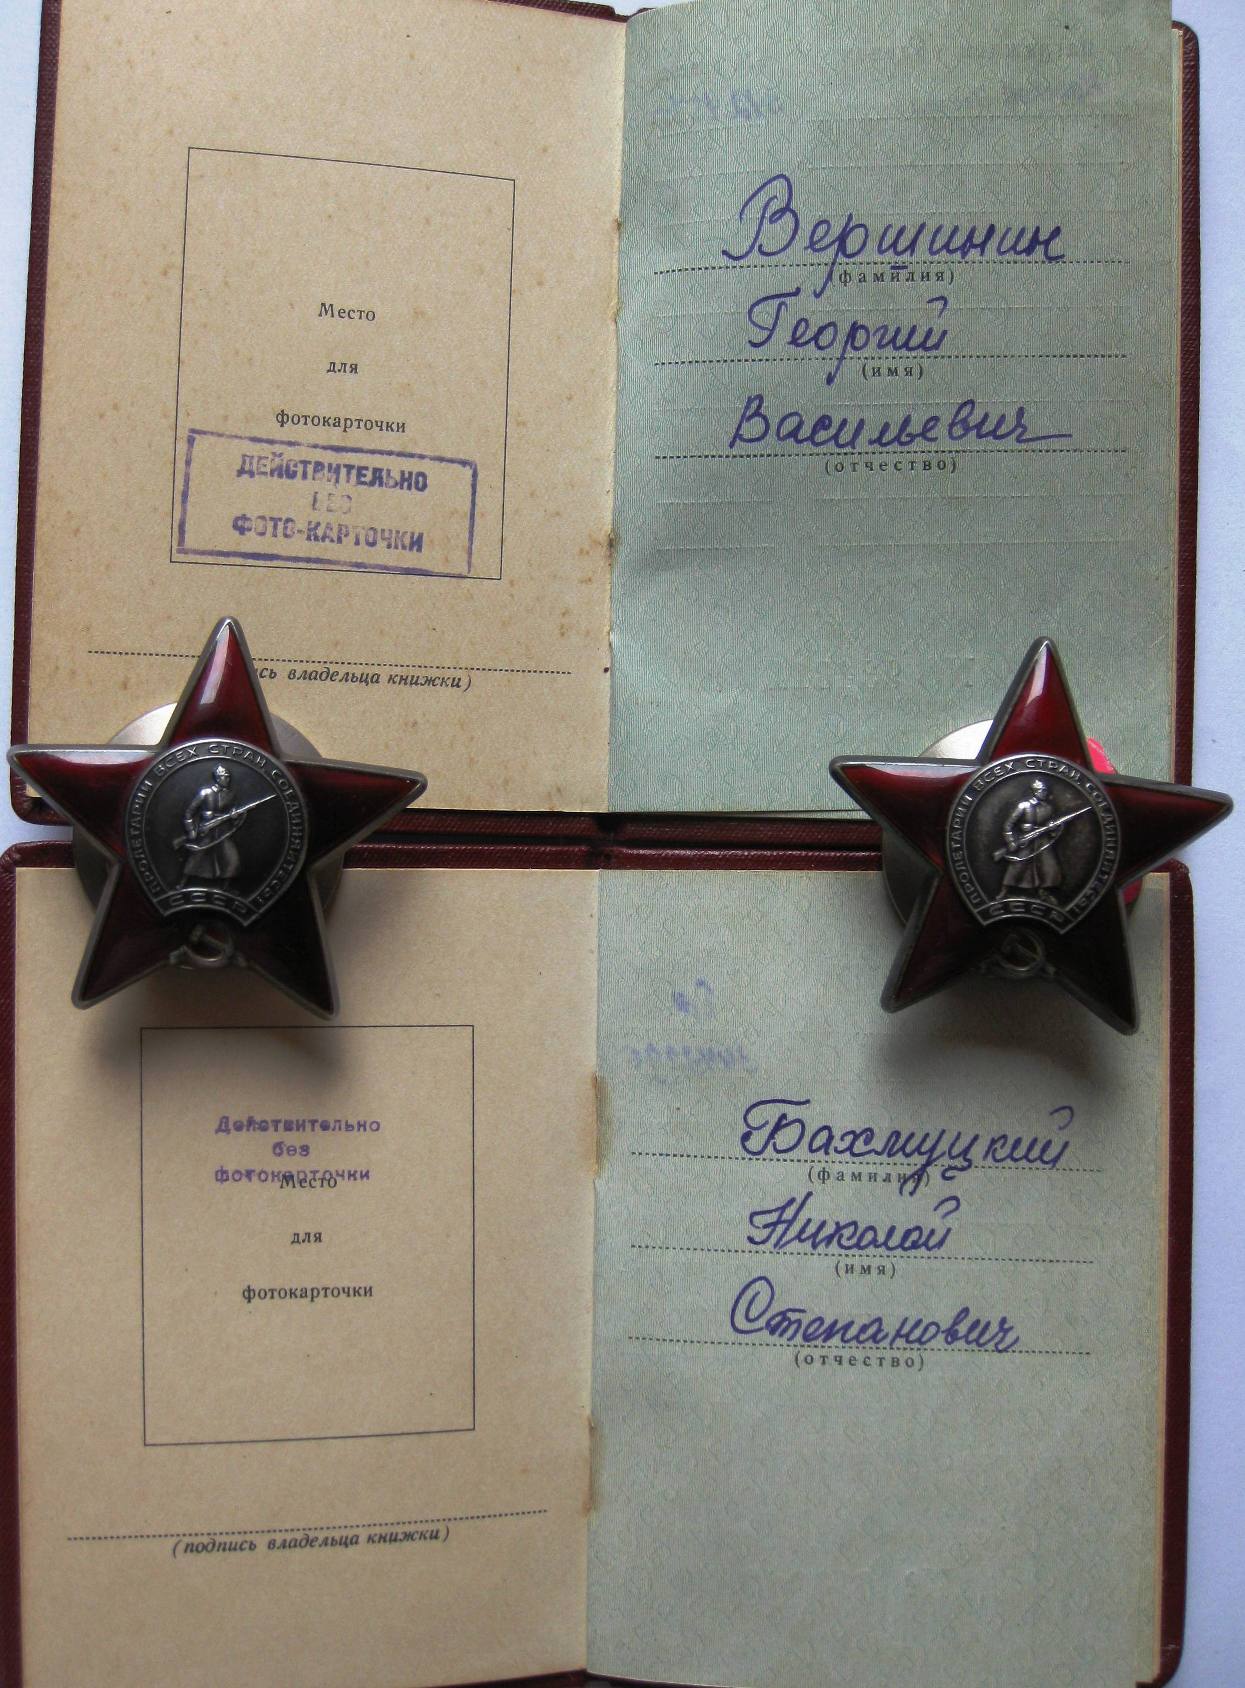 Место
для
фотокарточки
ДЕЙСТВИТЕЛЬНО
БЕЗ
ФОТО-КАРТОЧКИ
ись владельца книжки)
Вершинин
(фамилия)
Георгий
(имя)
Васильевич
(отчество)
ПРОЛЕТАРИИ ВСЕХ СТРАН СОЕДИНЯЙТЕСЬ!
СССР
ПРОЛЕТАРИИ ВСЕХ СТРАН СОЕДИНЯЙТЕСЬ!
СССР
Действительно
без
фотокарточки
Место
для
фотокарточки
(подпись владельца книжки)
Бахмуцкий
(фамилия)
Николай
(имя)
Степанович
(отчество)